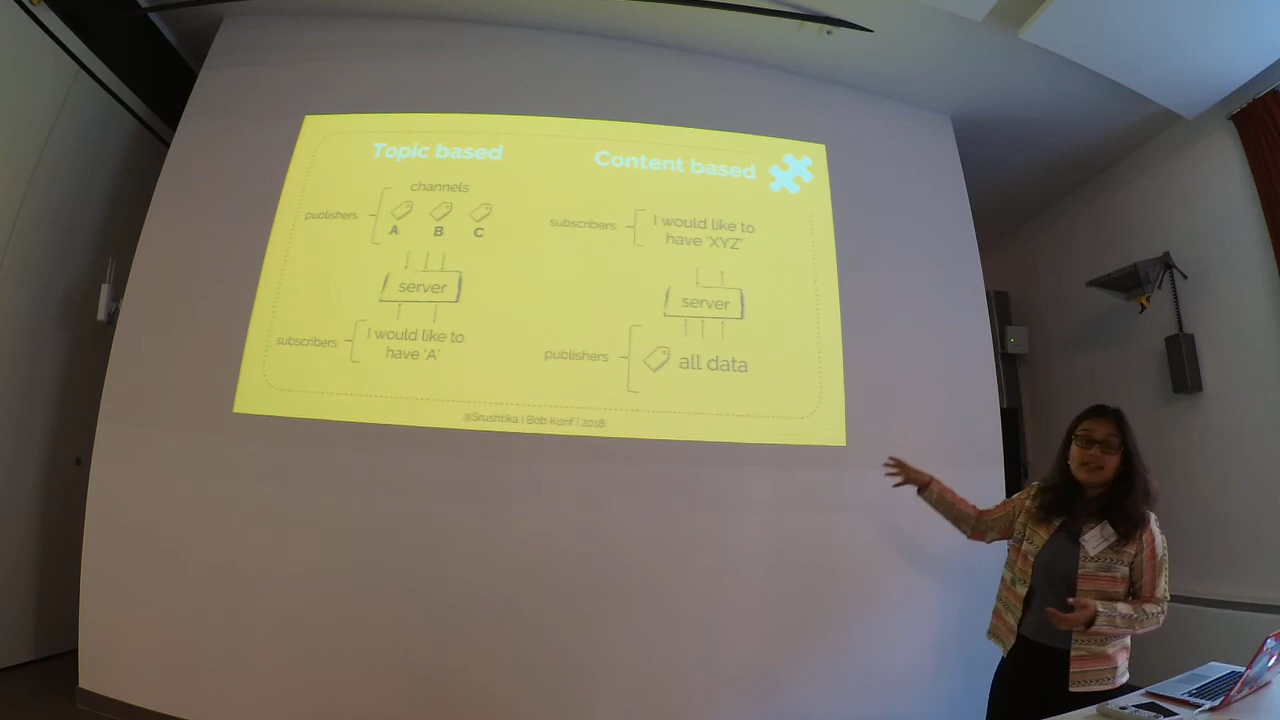 Topic based
channels
publishers
A B C
server
subscribers
I would like to
have 'A'
Content based
subscribers
I would like to
have 'XYZ'
server
publishers
all data
@Srushtika | Bob Konf | 2018